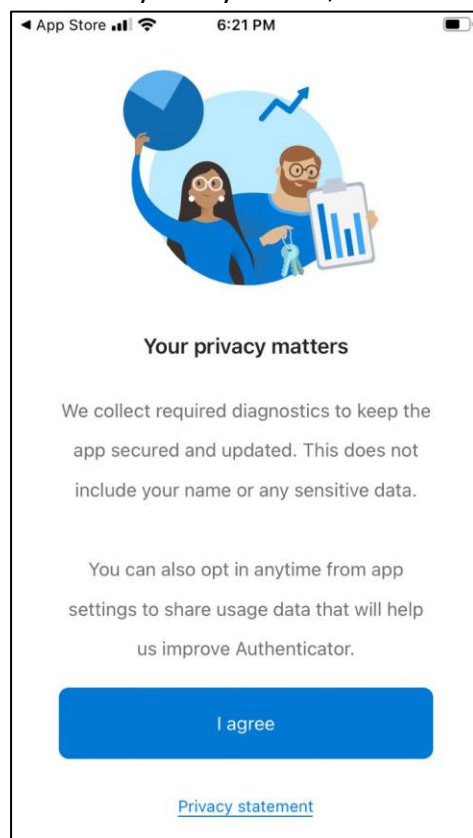 App Store
6:21 PM
Your privacy matters
We collect required diagnostics to keep the
app secured and updated. This does not
include your name or any sensitive data.
You can also opt in anytime from app
settings to share usage data that will help
us improve Authenticator.
I agree
Privacy statement